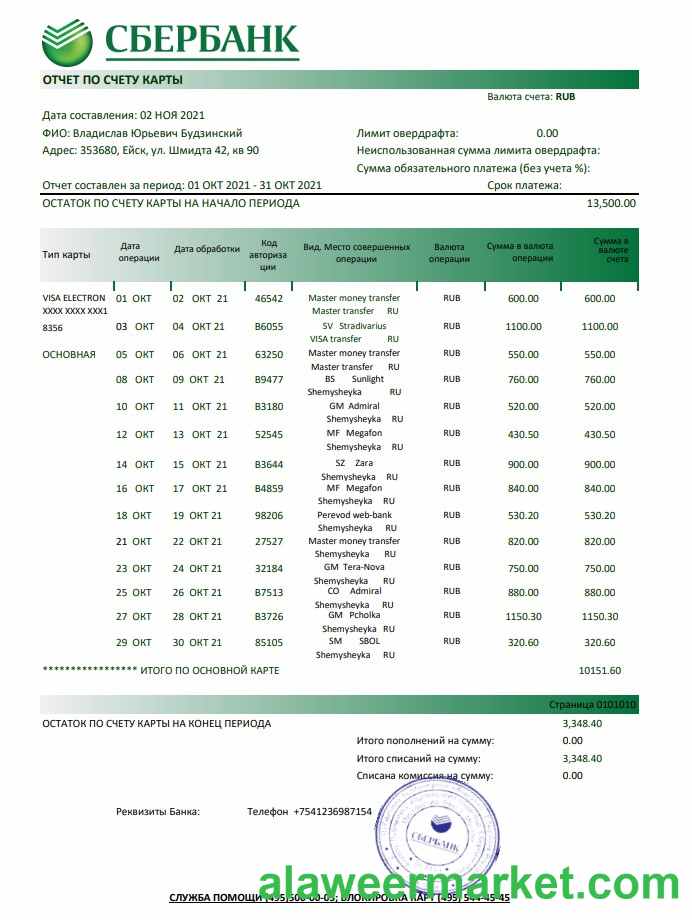 СБЕРБАНК
ОТЧЕТ ПО СЧЕТУ КАРТЫ
Валюта счета: RUB
Дата составления: 02 НОЯ 2021
ФИО: Владислав Юрьевич Будзинский
Лимит овердрафта: 0.00
Адрес: 353680, Ейск, ул. Шмидта 42, кв 90
Неиспользованная сумма лимита овердрафта:
Сумма обязательного платежа (без учета %):
Отчет составлен за период: 01 ОКТ 2021 - 31 ОКТ 2021 Срок платежа:
ОСТАТОК ПО СЧЕТУ КАРТЫ НА НАЧАЛО ПЕРИОДА 13,500.00
Тип карты
Дата
операции
Дата обработки
Код
авториза
ции
Вид. Место совершенных
операции
Валюта
операции
Сумма в валюта
операции
Сумма в
валюте
счета
VISA ELECTRON 01 ОКТ 02 ОКТ 21 46542 Master money transfer RUB 600.00 600.00
XXXX XXXX XXX1 Master transfer RU
8356 03 ОКТ 04 ОКТ 21 B6055 SV Stradivarius RUB 1100.00 1100.00
VISA transfer RU
ОСНОВНАЯ 05 ОКТ 06 ОКТ 21 63250 Master money transfer RUB 550.00 550.00
Master transfer RU
08 ОКТ 09 ОКТ 21 B9477 BS Sunlight RUB 760.00 760.00
Shemysheyka RU
10 ОКТ 11 ОКТ 21 B3180 GM Admiral RUB 520.00 520.00
Shemysheyka RU
12 ОКТ 13 ОКТ 21 52545 MF Megafon RUB 430.50 430.50
Shemysheyka RU
14 ОКТ 15 ОКТ 21 B3644 SZ Zara RUB 900.00 900.00
Shemysheyka RU
16 ОКТ 17 ОКТ 21 B4859 MF Megafon RUB 840.00 840.00
Shemysheyka RU
18 ОКТ 19 ОКТ 21 98206 Perevod web-bank RUB 530.20 530.20
Shemysheyka RU
21 ОКТ 22 ОКТ 21 27527 Master money transfer RUB 820.00 820.00
Shemysheyka RU
23 ОКТ 24 ОКТ 21 32184 GM Tera-Nova RUB 750.00 750.00
Shemysheyka RU
25 ОКТ 26 ОКТ 21 B7513 CO Admiral RUB 880.00 880.00
Shemysheyka RU
27 ОКТ 28 ОКТ 21 B3726 GM Pcholka RUB 1150.30 1150.30
Shemysheyka RU
29 ОКТ 30 ОКТ 21 85105 SM SBOL RUB 320.60 320.60
Shemysheyka RU
***************** ИТОГО ПО ОСНОВНОЙ КАРТЕ 10151.60
Страница 0101010
ОСТАТОК ПО СЧЕТУ КАРТЫ НА КОНЕЦ ПЕРИОДА 3,348.40
Итого пополнений на сумму: 0.00
Итого списаний на сумму: 3,348.40
Списана комиссия на сумму: 0.00
Реквизиты Банка: Телефон +7541236987154
СБЕРБАНК
alaweermarket.com
СЛУЖБА ПОМОЩИ (495) 500-00-05; БЛОКИРОВКА КАРТ (495) 544-45-45